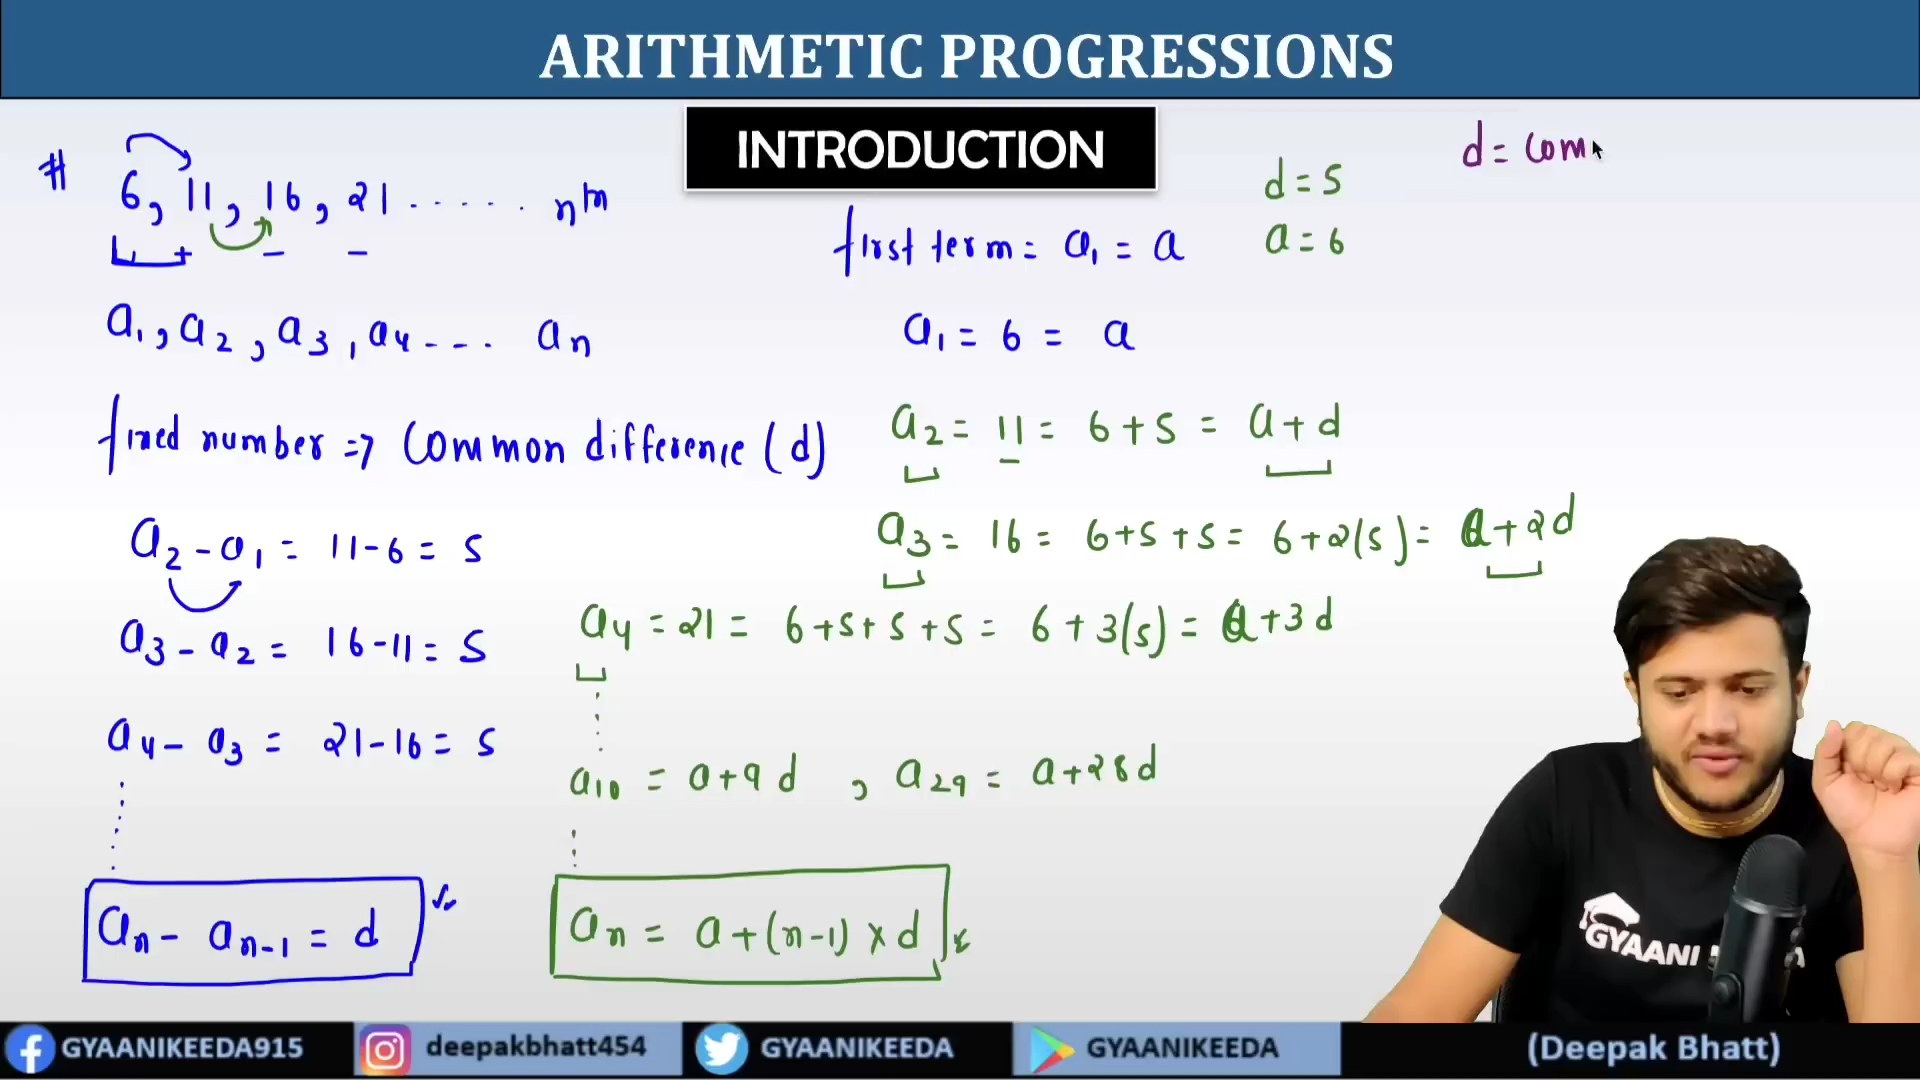 ARITHMETIC PROGRESSIONS
INTRODUCTION
# 6, 11, 16, 21 ...... nth
a1, a2, a3, a4 --- an
fixed number => Common difference (d)
a2 - a1 = 11-6 = 5
a3 - a2 = 16-11 = 5
a4 - a3 = 21-16 = 5
an - an-1 = d
first term = a1 = a
d = 5
a = 6
d = com
a1 = 6 = a
a2 = 11 = 6+5 = a+d
a3 = 16 = 6+5+5 = 6+2(5) = a+2d
a4 = 21 = 6+5+5+5 = 6+3(5) = a+3d
a10 = a+9d , a29 = a+28d
an = a+(n-1)×d
GYAANI
GYAANIKEEDA915 deepakbhatt454 GYAANIKEEDA GYAANIKEEDA (Deepak Bhatt)